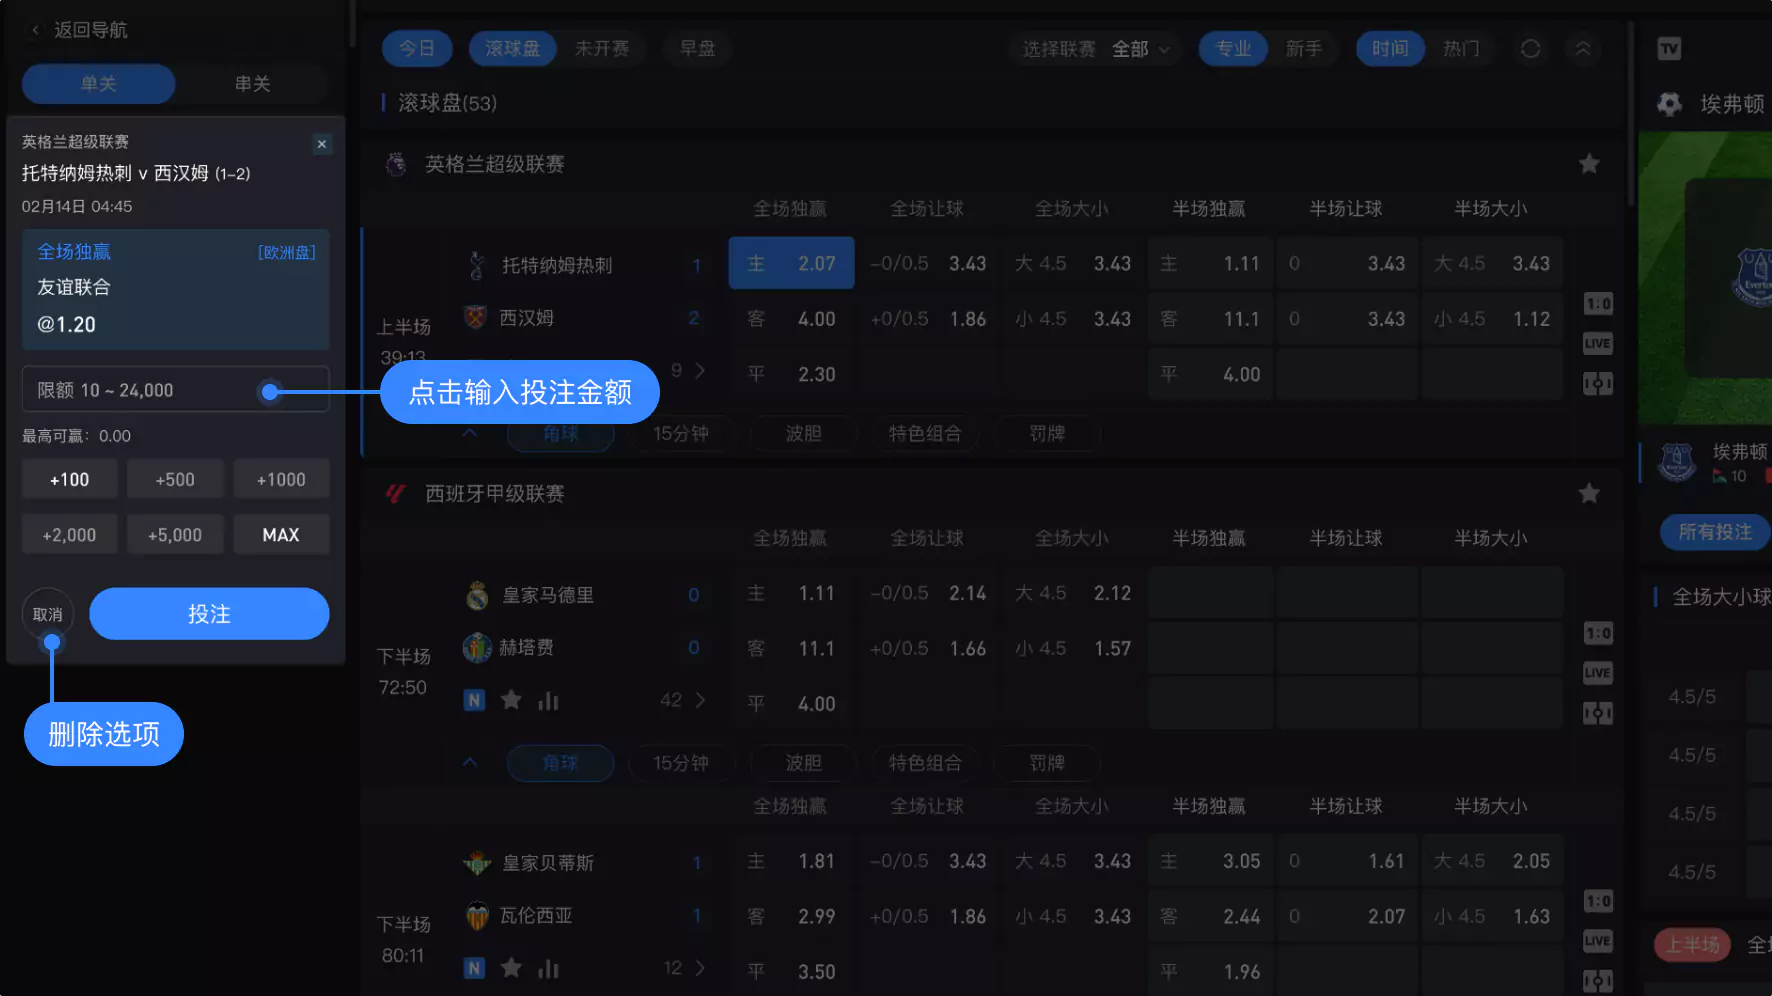 返回导航
单关 串关
英格兰超级联赛
托特纳姆热刺 v 西汉姆 (1-2)
02月14日 04:45
全场独赢 [欧洲盘]
友谊联合
@1.20
限额 10 ~ 24,000
点击输入投注金额
最高可赢: 0.00
+100 +500 +1000
+2,000 +5,000 MAX
取消 投注
删除选项
今日 滚球盘 未开赛 早盘 选择联赛 全部 专业 新手 时间 热门
滚球盘(53)
英格兰超级联赛
全场独赢 全场让球 全场大小 半场独赢 半场让球 半场大小
托特纳姆热刺 1 主 2.07 -0/0.5 3.43 大 4.5 3.43 主 1.11 0 3.43 大 4.5 3.43
西汉姆 2 客 4.00 +0/0.5 1.86 小 4.5 3.43 客 11.1 0 3.43 小 4.5 1.12
上半场
39:13
9 平 2.30 平 4.00
1:0
LIVE
角球 15分钟 波胆 特色组合 罚牌
西班牙甲级联赛
全场独赢 全场让球 全场大小 半场独赢 半场让球 半场大小
皇家马德里 0 主 1.11 -0/0.5 2.14 大 4.5 2.12
赫塔费 0 客 11.1 +0/0.5 1.66 小 4.5 1.57
下半场
72:50
N 42 平 4.00
1:0
LIVE
角球 15分钟 波胆 特色组合 罚牌
全场独赢 全场让球 全场大小 半场独赢 半场让球 半场大小
皇家贝蒂斯 1 主 1.81 -0/0.5 3.43 大 4.5 3.43 主 3.05 0 1.61 大 4.5 2.05
瓦伦西亚 1 客 2.99 +0/0.5 1.86 小 4.5 3.43 客 2.44 0 2.07 小 4.5 1.63
下半场
80:11
N 12 平 3.50 平 1.96
1:0
LIVE
TV
埃弗顿
埃弗顿
10
所有投注
全场大小球
4.5/5
4.5/5
4.5/5
4.5/5
上半场